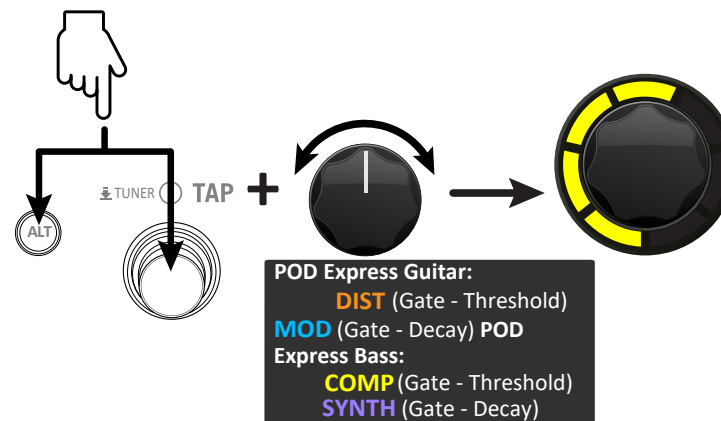 TUNER TAP
ALT
POD Express Guitar:
DIST (Gate - Threshold)
MOD (Gate - Decay) POD
Express Bass:
COMP (Gate - Threshold)
SYNTH (Gate - Decay)